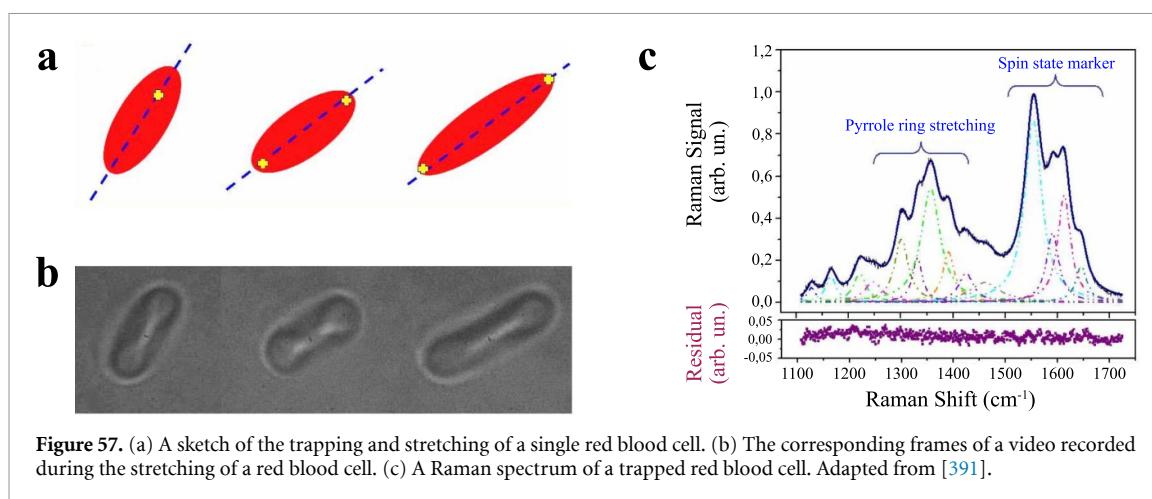 a
b
c
Spin state marker
Pyrrole ring stretching
Raman Signal
(arb. un.)
1,2
1,0
0,8
0,6
0,4
0,2
0,0
Residual
(arb. un.)
0,05
0,00
-0,05
1100 1200 1300 1400 1500 1600 1700
Raman Shift (cm⁻¹)
Figure 57. (a) A sketch of the trapping and stretching of a single red blood cell. (b) The corresponding frames of a video recorded
during the stretching of a red blood cell. (c) A Raman spectrum of a trapped red blood cell. Adapted from [391].